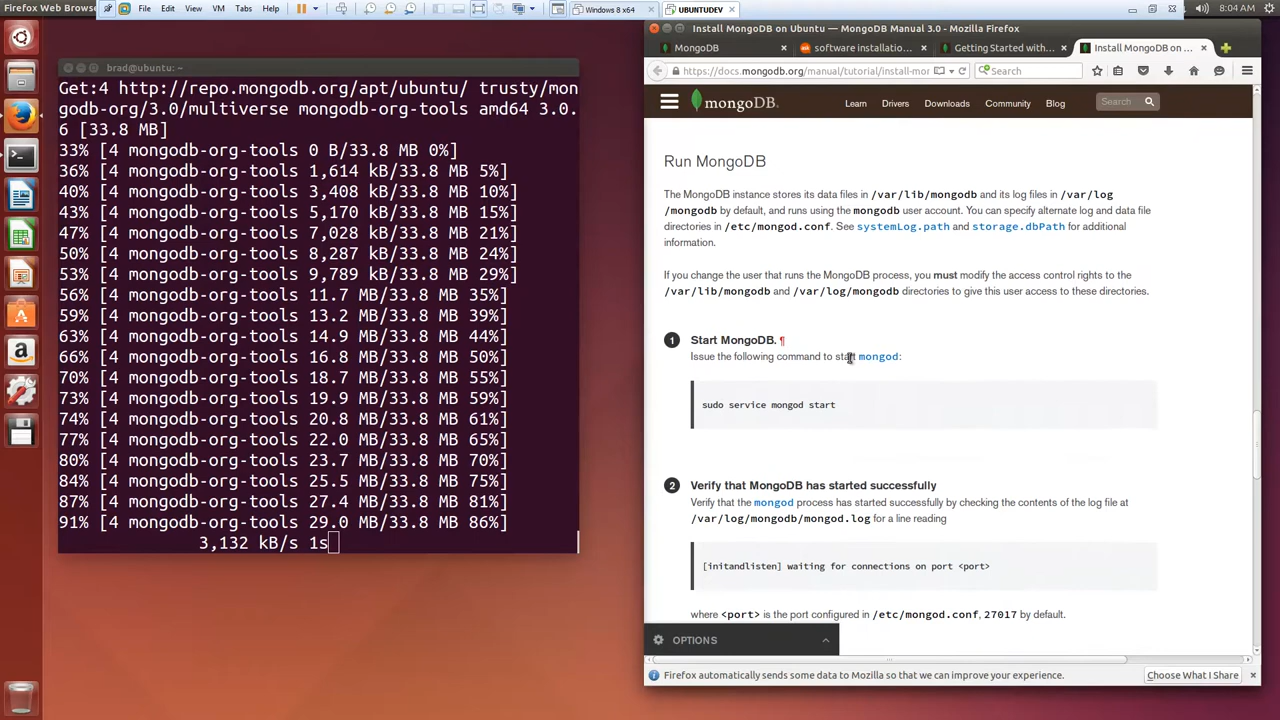 Firefox Web Browser
File Edit View VM Tabs Help
Windows 8 x64
UBUNTUDEV
8:04 AM
brad@ubuntu: ~
Get:4 http://repo.mongodb.org/apt/ubuntu/ trusty/mon
godb-org/3.0/multiverse mongodb-org-tools amd64 3.0.
6 [33.8 MB]
33% [4 mongodb-org-tools 0 B/33.8 MB 0%]
36% [4 mongodb-org-tools 1,614 kB/33.8 MB 5%]
40% [4 mongodb-org-tools 3,408 kB/33.8 MB 10%]
43% [4 mongodb-org-tools 5,170 kB/33.8 MB 15%]
47% [4 mongodb-org-tools 7,028 kB/33.8 MB 21%]
50% [4 mongodb-org-tools 8,287 kB/33.8 MB 24%]
53% [4 mongodb-org-tools 9,789 kB/33.8 MB 29%]
56% [4 mongodb-org-tools 11.7 MB/33.8 MB 35%]
59% [4 mongodb-org-tools 13.2 MB/33.8 MB 39%]
63% [4 mongodb-org-tools 14.9 MB/33.8 MB 44%]
66% [4 mongodb-org-tools 16.8 MB/33.8 MB 50%]
70% [4 mongodb-org-tools 18.7 MB/33.8 MB 55%]
73% [4 mongodb-org-tools 19.9 MB/33.8 MB 59%]
74% [4 mongodb-org-tools 20.8 MB/33.8 MB 61%]
77% [4 mongodb-org-tools 22.0 MB/33.8 MB 65%]
80% [4 mongodb-org-tools 23.7 MB/33.8 MB 70%]
84% [4 mongodb-org-tools 25.5 MB/33.8 MB 75%]
87% [4 mongodb-org-tools 27.4 MB/33.8 MB 81%]
91% [4 mongodb-org-tools 29.0 MB/33.8 MB 86%]
3,132 kB/s 1s
Install MongoDB on Ubuntu — MongoDB Manual 3.0 - Mozilla Firefox
MongoDB
software installatio...
Getting Started with...
Install MongoDB on ...
https://docs.mongodb.org/manual/tutorial/install-mor
Search
mongoDB.
Learn Drivers Downloads Community Blog
Search
Run MongoDB
The MongoDB instance stores its data files in /var/lib/mongodb and its log files in /var/log
/mongodb by default, and runs using the mongodb user account. You can specify alternate log and data file
directories in /etc/mongod.conf. See systemLog.path and storage.dbPath for additional
information.
If you change the user that runs the MongoDB process, you must modify the access control rights to the
/var/lib/mongodb and /var/log/mongodb directories to give this user access to these directories.
1 Start MongoDB. ¶
Issue the following command to start mongod:
sudo service mongod start
2 Verify that MongoDB has started successfully
Verify that the mongod process has started successfully by checking the contents of the log file at
/var/log/mongodb/mongod.log for a line reading
[initandlisten] waiting for connections on port <port>
where <port> is the port configured in /etc/mongod.conf, 27017 by default.
OPTIONS
Firefox automatically sends some data to Mozilla so that we can improve your experience.
Choose What I Share